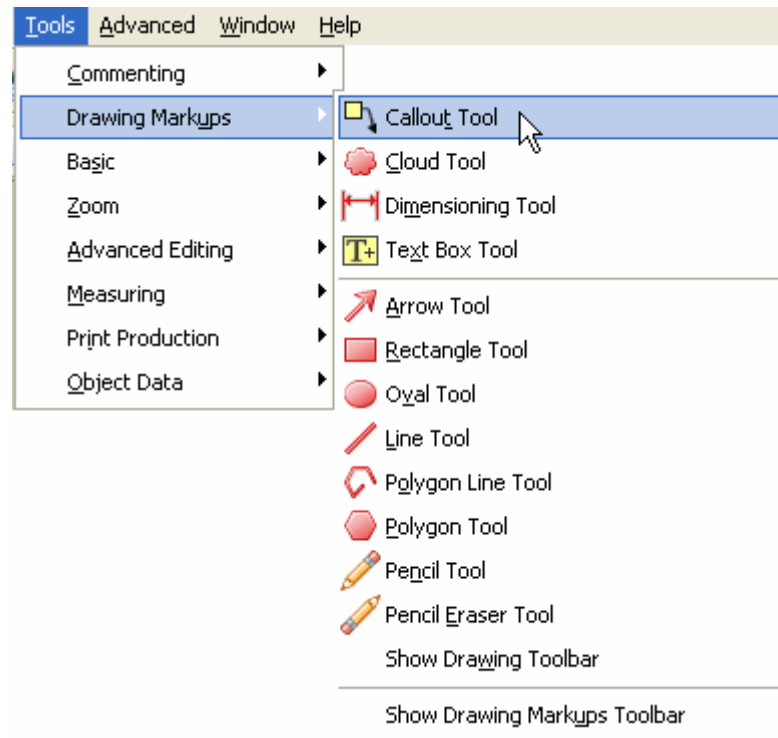 Tools Advanced Window Help
Commenting
Drawing Markups
Basic
Zoom
Advanced Editing
Measuring
Print Production
Object Data
Callout Tool
Cloud Tool
Dimensioning Tool
T+ Text Box Tool
Arrow Tool
Rectangle Tool
Oval Tool
Line Tool
Polygon Line Tool
Polygon Tool
Pencil Tool
Pencil Eraser Tool
Show Drawing Toolbar
Show Drawing Markups Toolbar